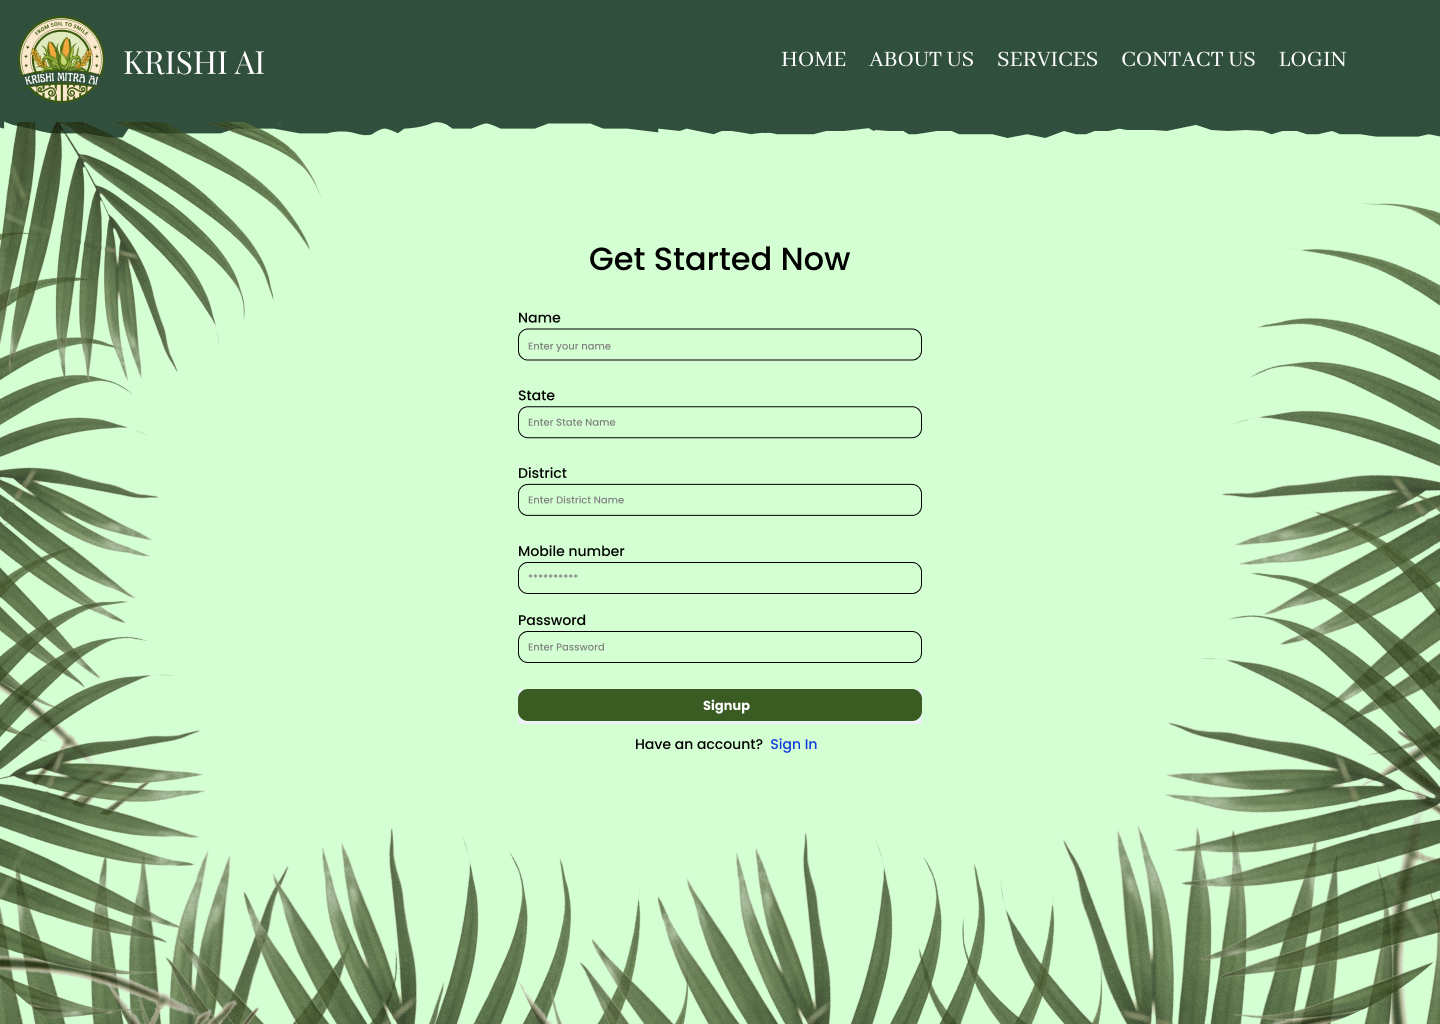 FROM SOIL TO SMILE
KRISHI MITRA AI
KRISHI AI
HOME ABOUT US SERVICES CONTACT US LOGIN
Get Started Now
Name
Enter your name
State
Enter State Name
District
Enter District Name
Mobile number
**********
Password
Enter Password
Signup
Have an account? Sign In